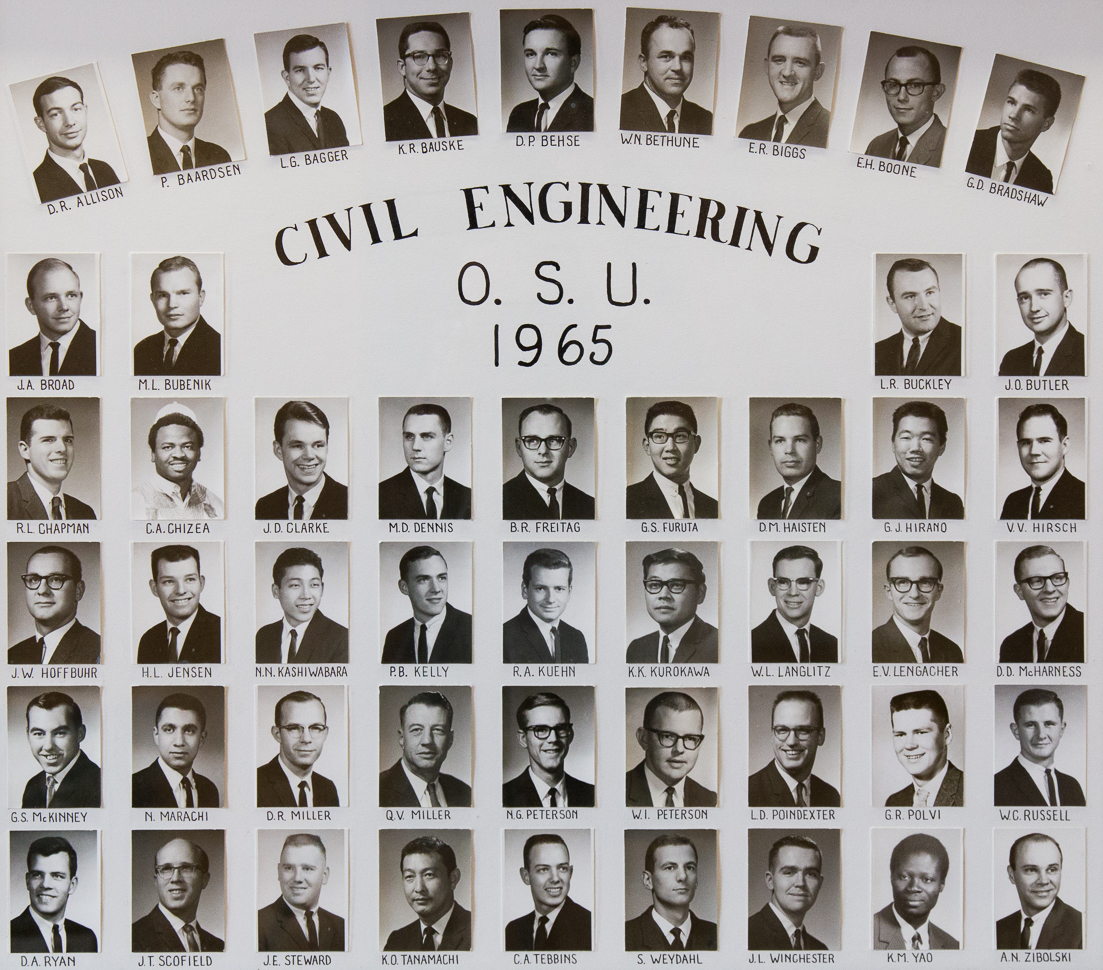 D.R. ALLISON
P. BAARDSEN
L.G. BAGGER
K.R. BAUSKE
D.P. BEHSE
W.N. BETHUNE
E.R. BIGGS
E.H. BOONE
G.D. BRADSHAW
CIVIL ENGINEERING
O. S. U.
1965
J.A. BROAD
M.L. BUBENIK
L.R. BUCKLEY
J.O. BUTLER
R.L. CHAPMAN
C.A. CHIZEA
J.D. CLARKE
M.D. DENNIS
B.R. FREITAG
G.S. FURUTA
D.M. HAISTEN
G.J. HIRANO
V.V. HIRSCH
J.W. HOFFBUHR
H.L. JENSEN
N.N. KASHIWABARA
P.B. KELLY
R.A. KUEHN
K.K. KUROKAWA
W.L. LANGLITZ
E.V. LENGACHER
D.D. McHARNESS
G.S. McKINNEY
N. MARACHI
D.R. MILLER
Q.V. MILLER
N.G. PETERSON
W.I. PETERSON
L.D. POINDEXTER
G.R. POLVI
W.C. RUSSELL
D.A. RYAN
J.T. SCOFIELD
J.E. STEWARD
K.O. TANAMACHI
C.A. TEBBINS
S. WEYDAHL
J.L. WINCHESTER
K.M. YAO
A.N. ZIBOLSKI